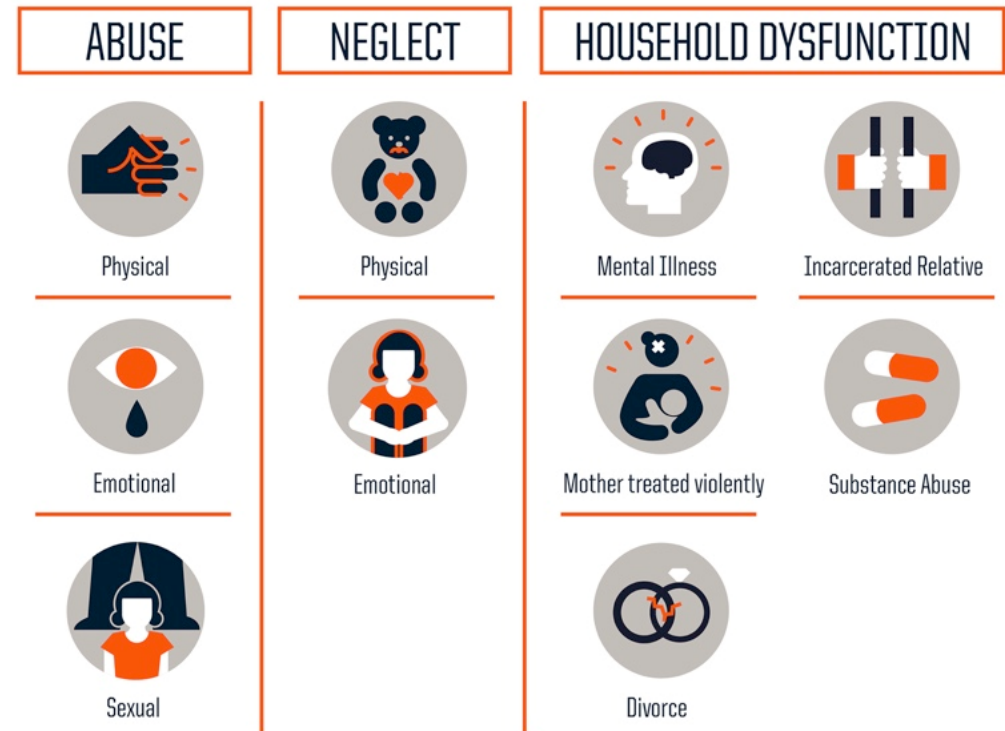 ABUSE
NEGLECT
HOUSEHOLD DYSFUNCTION
Physical
Emotional
Sexual
Physical
Emotional
Mental Illness
Incarcerated Relative
Mother treated violently
Substance Abuse
Divorce